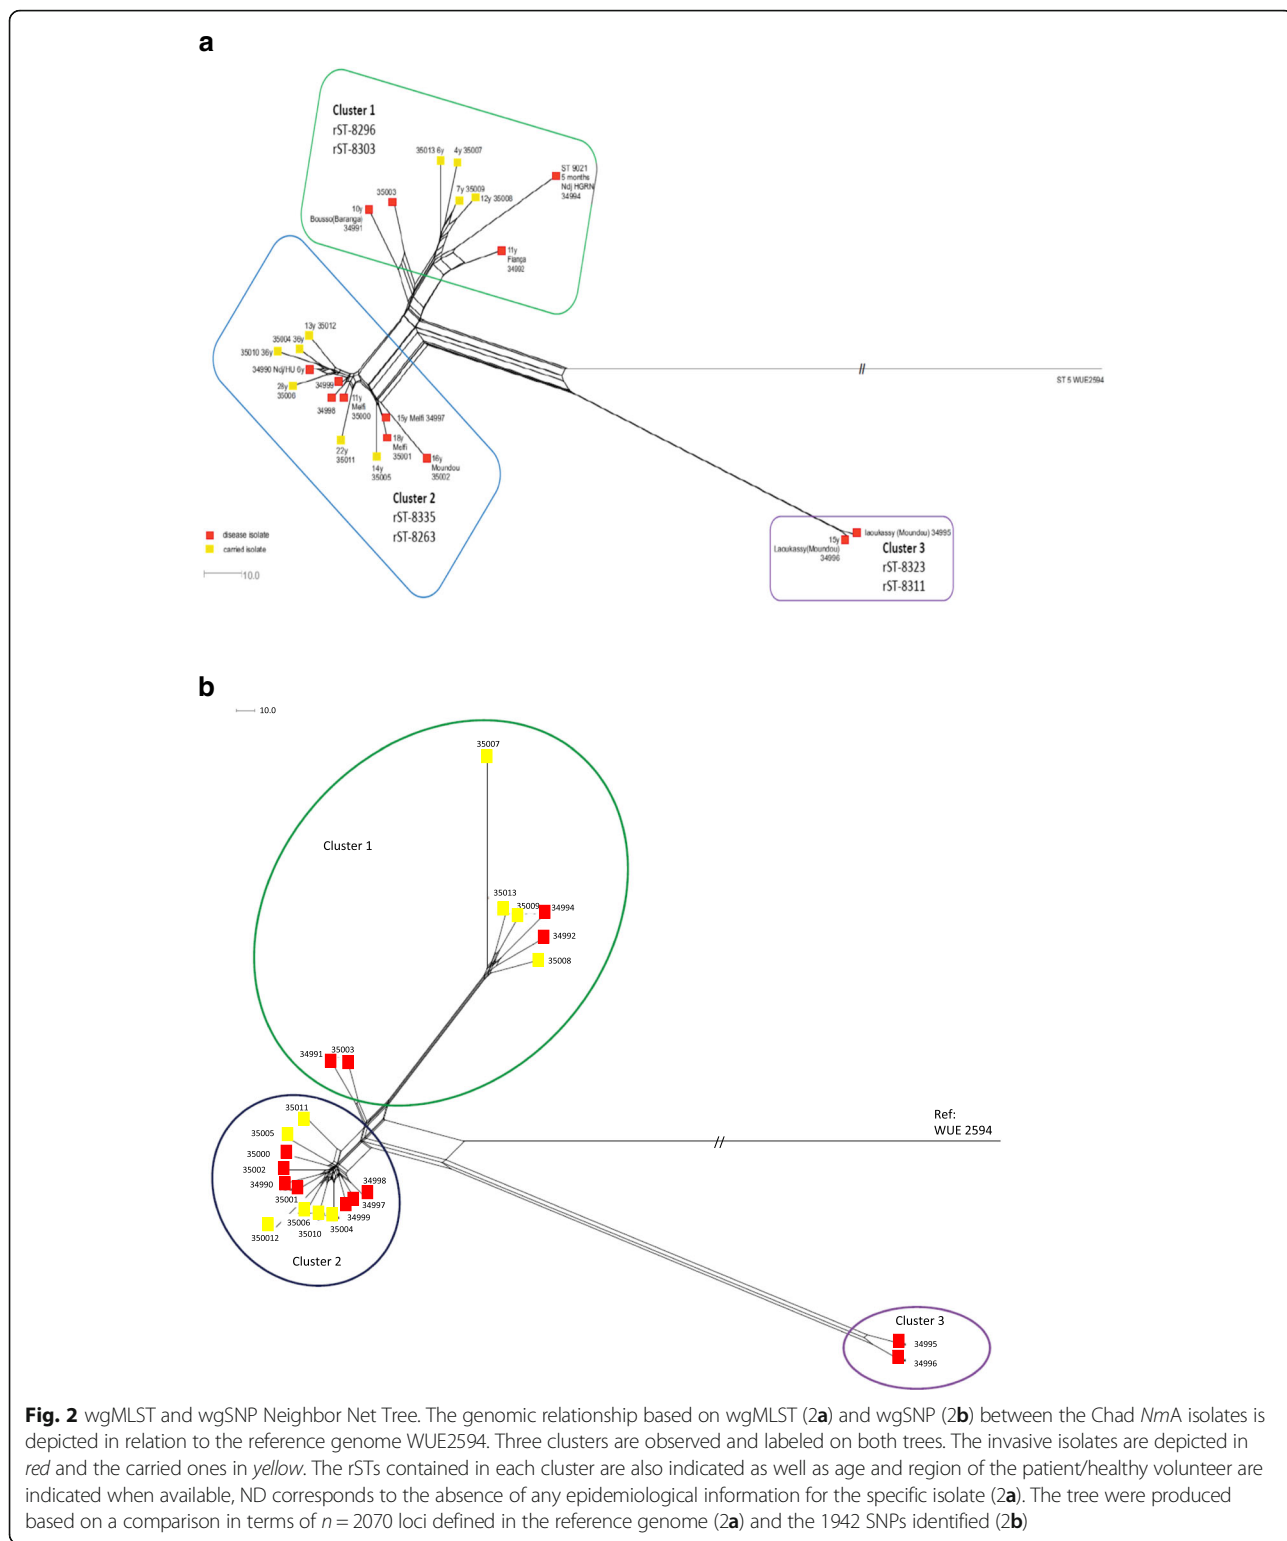 a
Cluster 1
rST-8296
rST-8303
35013 6y
4y 35007
7y 35009
12y 35008
ST 9021
5 months
Ndj HGRN
34994
35003
10y
Bousso(Baranga)
34991
11y
Fiança
34992
13y 35012
35004 36y
35010 36y
34990 Ndj/HU 6y
28y
35006
34999
34998
11y
Melfi
35000
15y Melfi 34997
18y
Melfi
35001
16y
Moundou
35002
22y
35011
14y
35005
Cluster 2
rST-8335
rST-8263
ST 5 WUE2594
disease isolate
carried isolate
10.0
laoukassy (Moundou) 34995
15y
Laoukassy(Moundou)
34996
Cluster 3
rST-8323
rST-8311
b
10.0
35007
Cluster 1
35013
35009
34994
34992
35008
34991
35003
35011
35005
35000
35002
34990
35001
35006
350012
35010
35004
34998
34997
34999
Cluster 2
Ref:
WUE 2594
Cluster 3
34995
34996
Fig. 2 wgMLST and wgSNP Neighbor Net Tree. The genomic relationship based on wgMLST (2a) and wgSNP (2b) between the Chad NmA isolates is
depicted in relation to the reference genome WUE2594. Three clusters are observed and labeled on both trees. The invasive isolates are depicted in
red and the carried ones in yellow. The rSTs contained in each cluster are also indicated as well as age and region of the patient/healthy volunteer are
indicated when available, ND corresponds to the absence of any epidemiological information for the specific isolate (2a). The tree were produced
based on a comparison in terms of n = 2070 loci defined in the reference genome (2a) and the 1942 SNPs identified (2b)